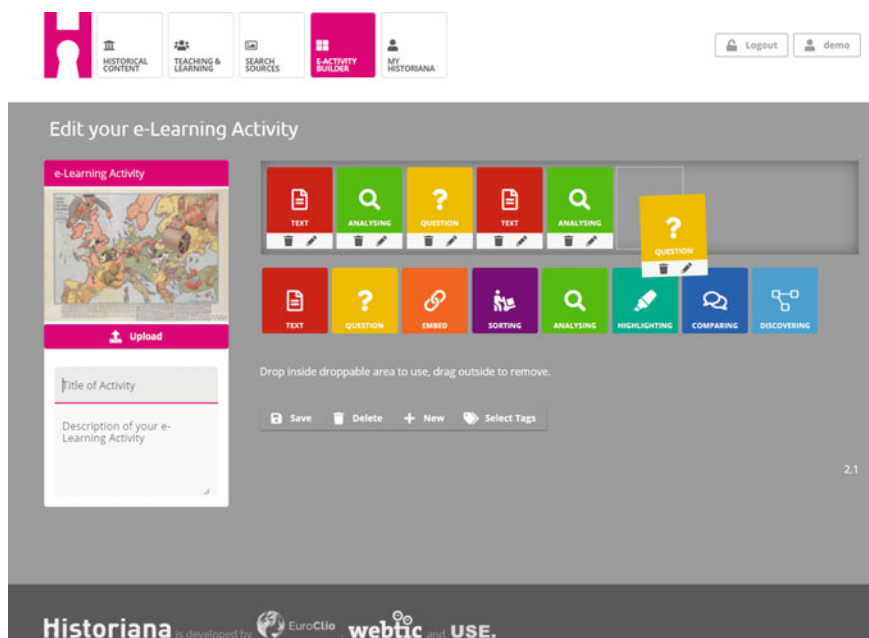 HISTORICAL CONTENT
TEACHING & LEARNING
SEARCH SOURCES
E-ACTIVITY BUILDER
MY HISTORIANA
Logout
demo
Edit your e-Learning Activity
e-Learning Activity
TEXT
ANALYSING
QUESTION
TEXT
ANALYSING
QUESTION
Upload
TEXT
QUESTION
EMBED
SORTING
ANALYSING
HIGHLIGHTING
COMPARING
DISCOVERING
Title of Activity
Description of your e-
Learning Activity
Drop inside droppable area to use, drag outside to remove.
Save
Delete
New
Select Tags
2.1
Historiana is developed by EuroClio, webtic and USE.